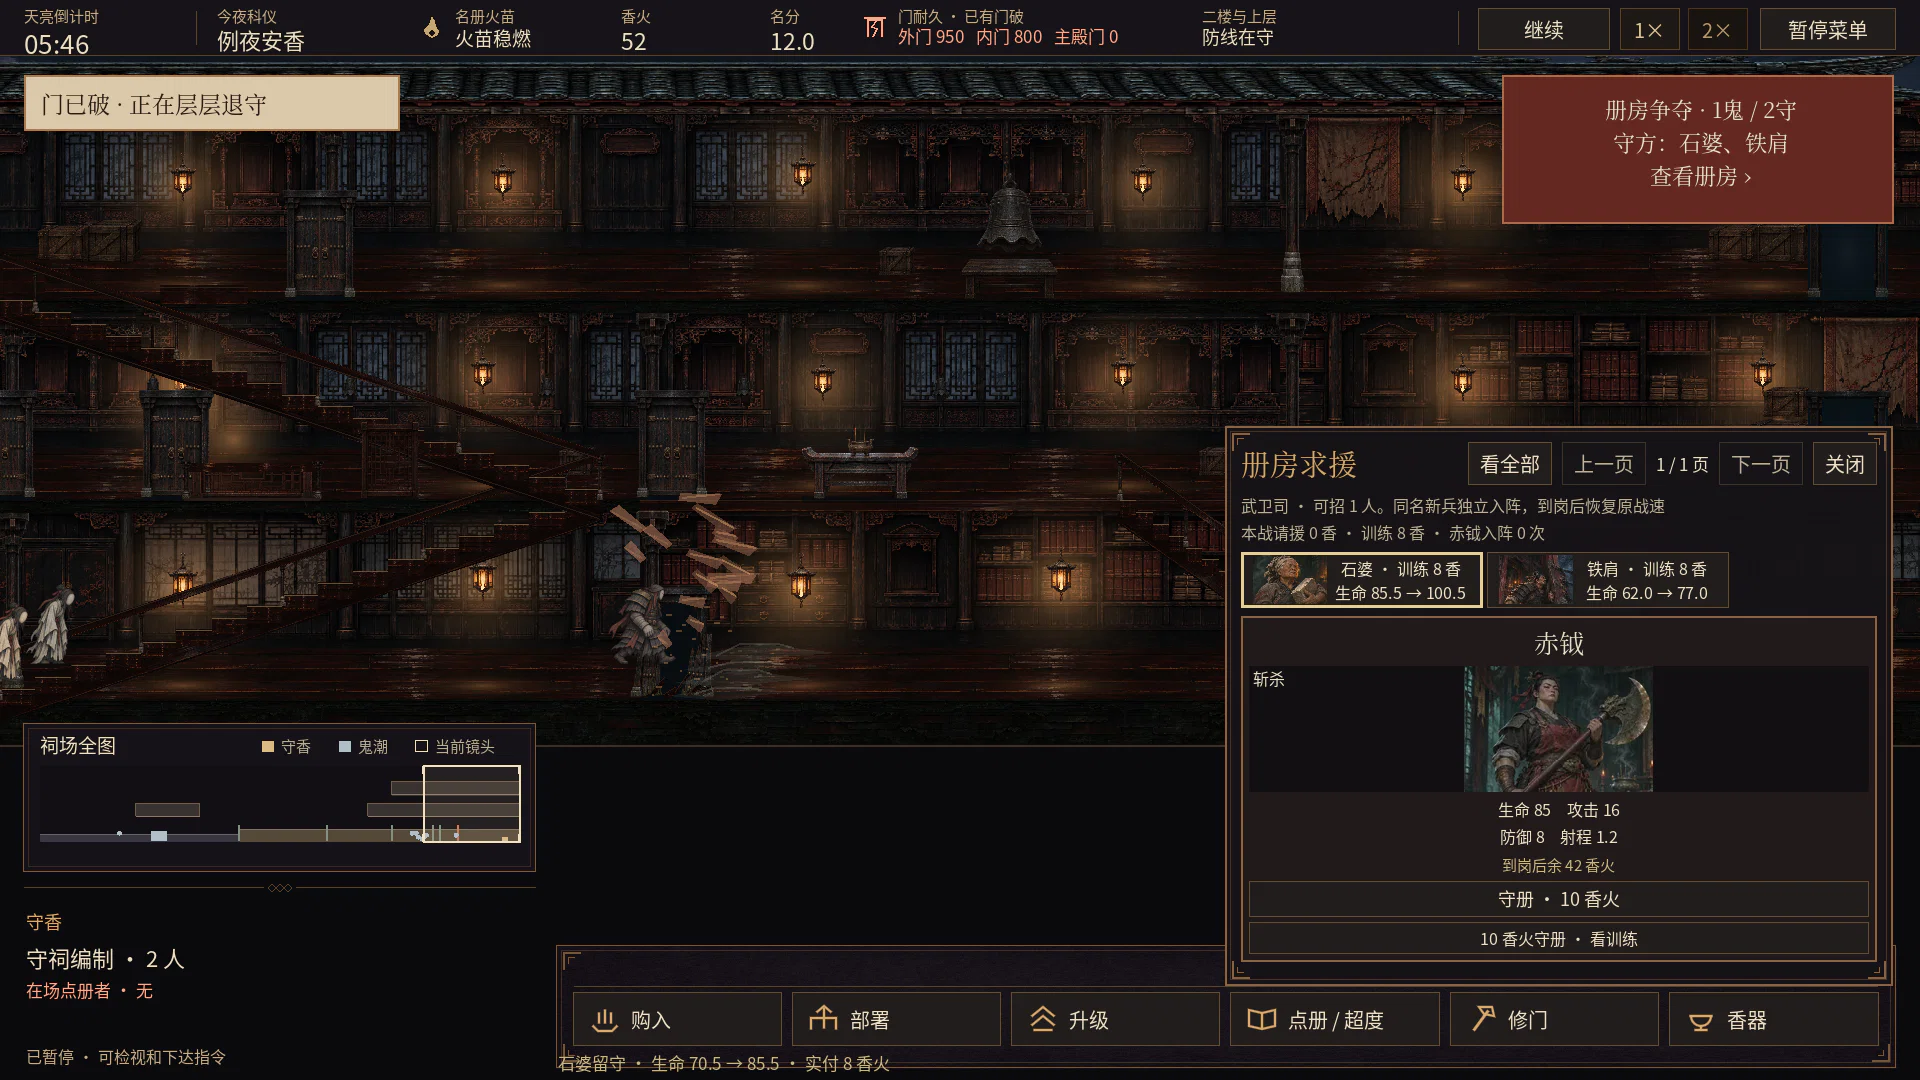 天亮倒计时
05:46
今夜科仪
例夜安香
名册火苗
火苗稳燃
香火
52
名分
12.0
门耐久 · 已有门破
外门 950 内门 800 主殿门 0
二楼与上层
防线在守
继续
1×
2×
暂停菜单
门已破 · 正在层层退守
册房争夺 · 1鬼 / 2守
守方：石婆、铁肩
查看册房 ›
册房求援
看全部
上一页
1 / 1 页
下一页
关闭
武卫司 · 可招 1 人。同名新兵独立入阵，到岗后恢复原战速
本战请援 0 香 · 训练 8 香 · 赤钺入阵 0 次
石婆 · 训练 8 香
生命 85.5 → 100.5
铁肩 · 训练 8 香
生命 62.0 → 77.0
赤钺
斩杀
生命 85 攻击 16
防御 8 射程 1.2
到岗后余 42 香火
守册 · 10 香火
10 香火守册 · 看训练
祠场全图
守香
鬼潮
当前镜头
守香
守祠编制 · 2 人
在场点册者 · 无
已暂停 · 可检视和下达指令
购入
部署
升级
点册 / 超度
修门
香器
石婆留守 · 生命 70.5 → 85.5 · 实付 8 香火